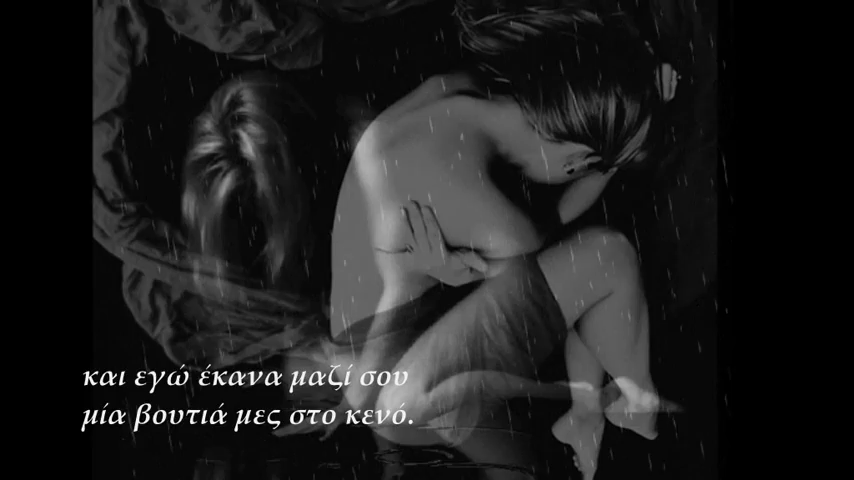 και εγώ έκανα μαζί σου
μία βουτιά μες στο κενό.